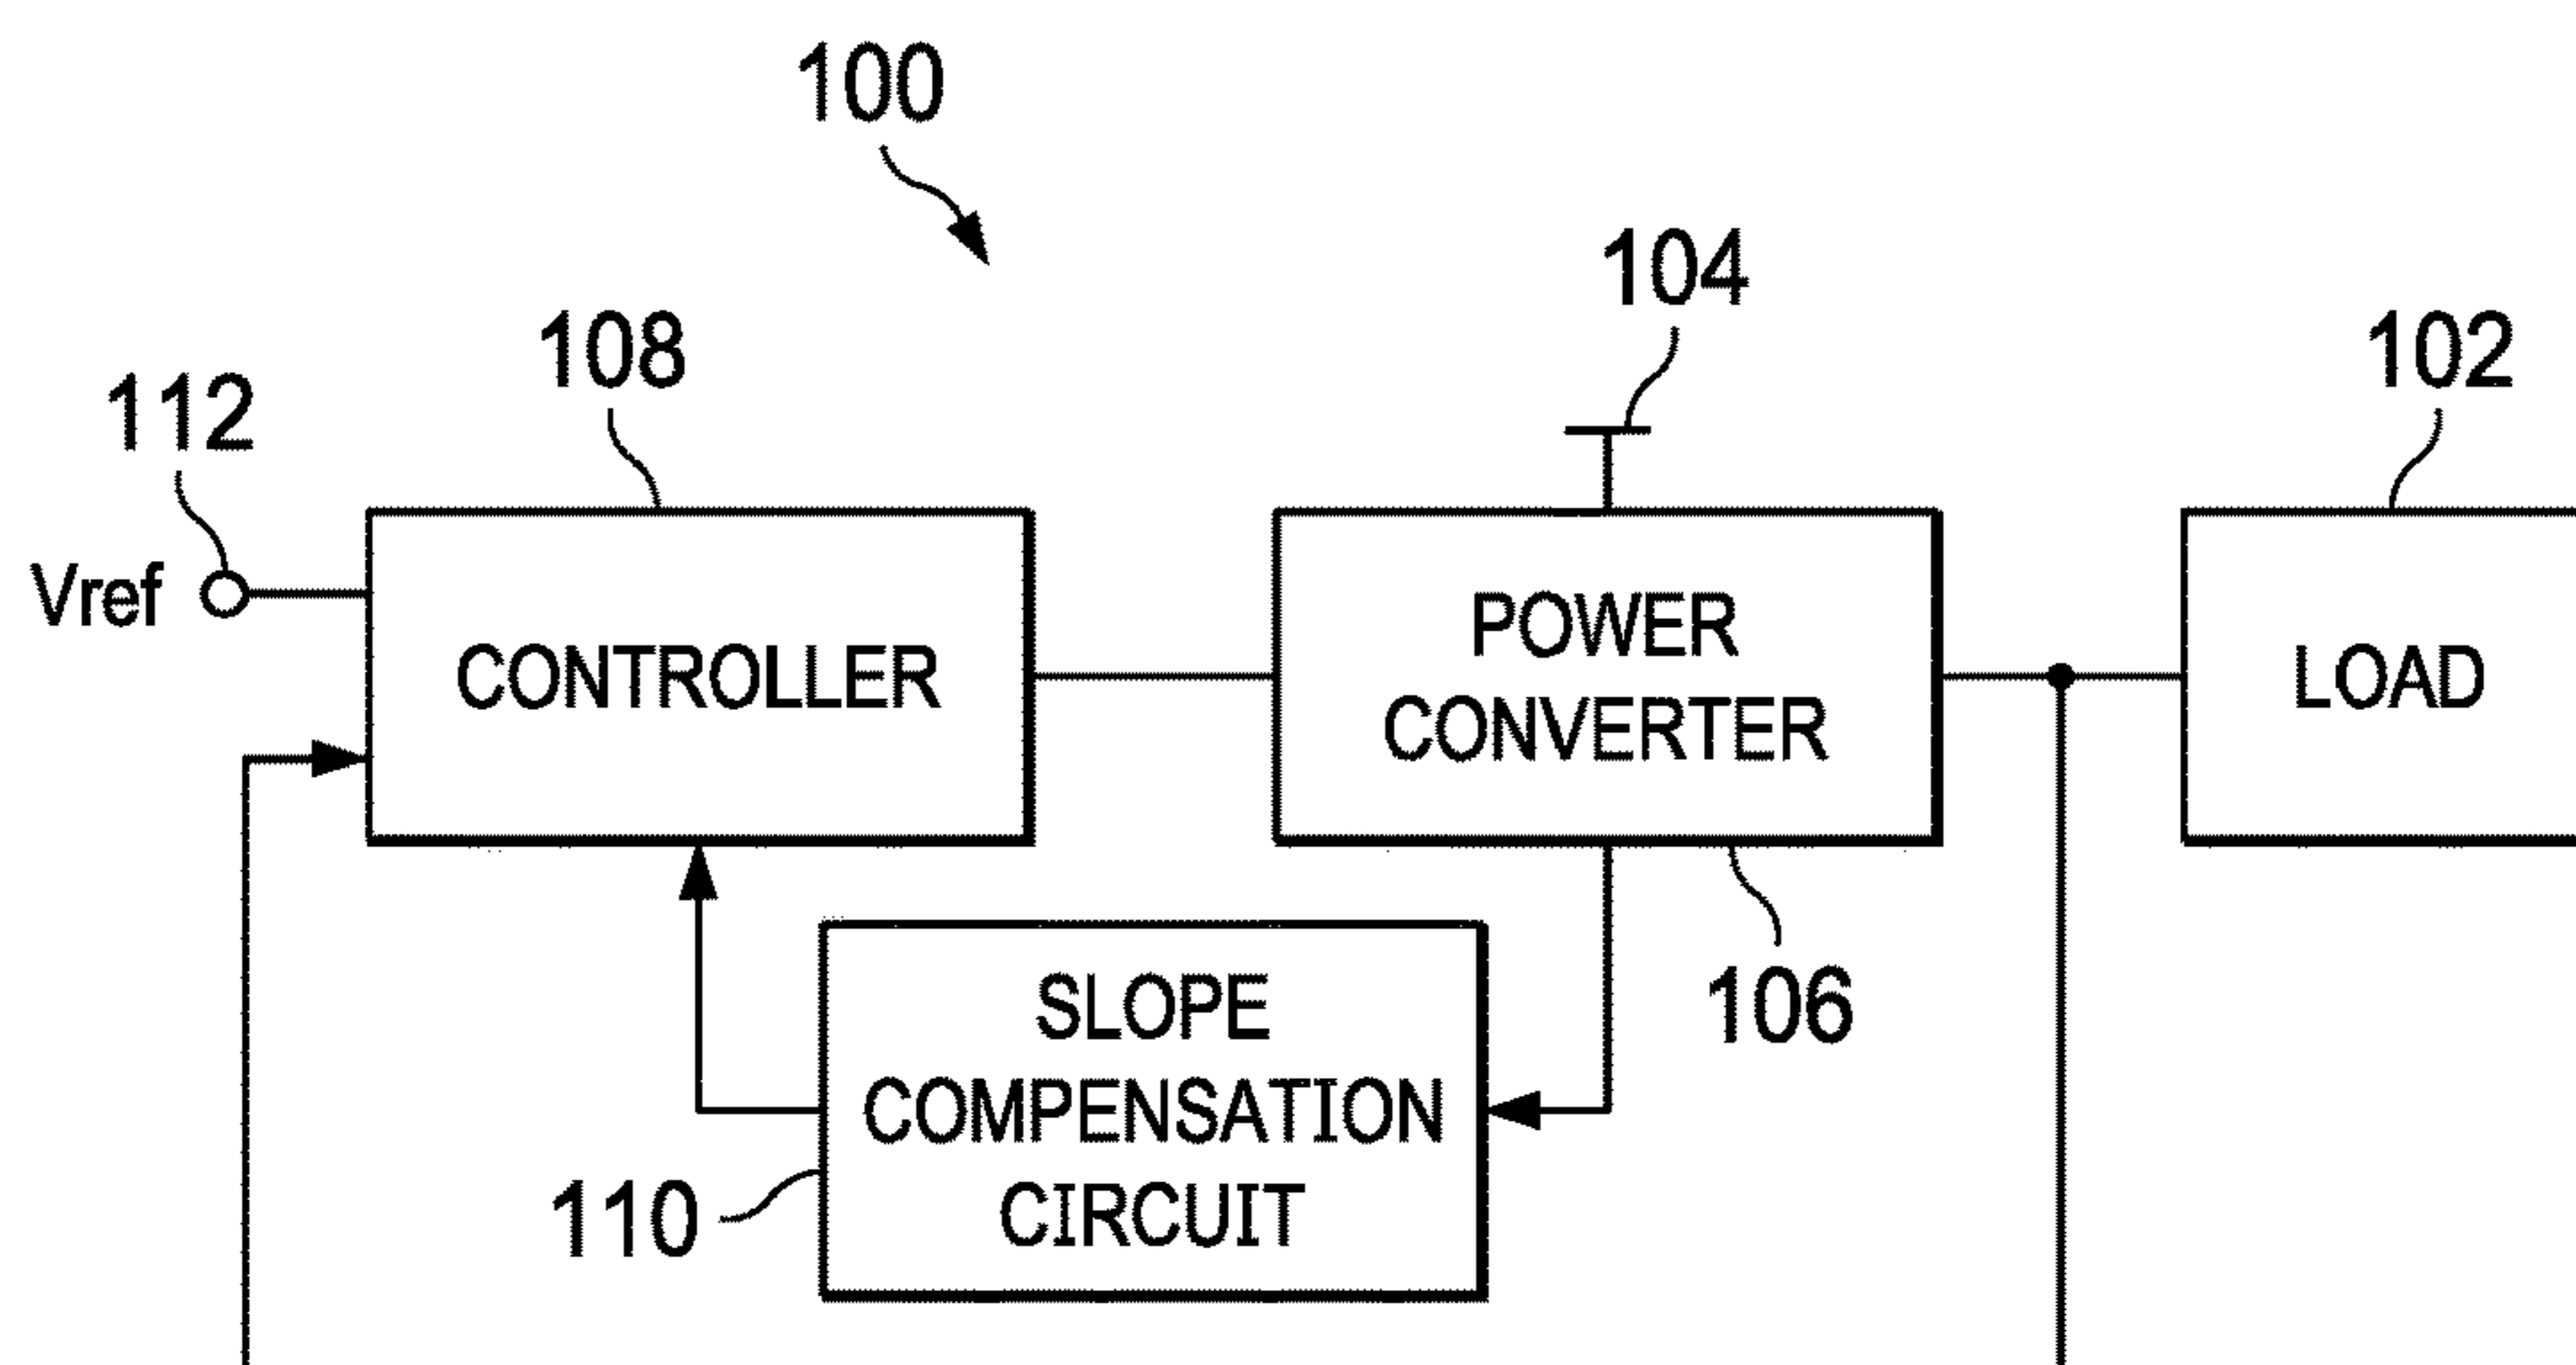 100
104
108
102
112
Vref
CONTROLLER
POWER
CONVERTER
LOAD
106
SLOPE
COMPENSATION
CIRCUIT
110